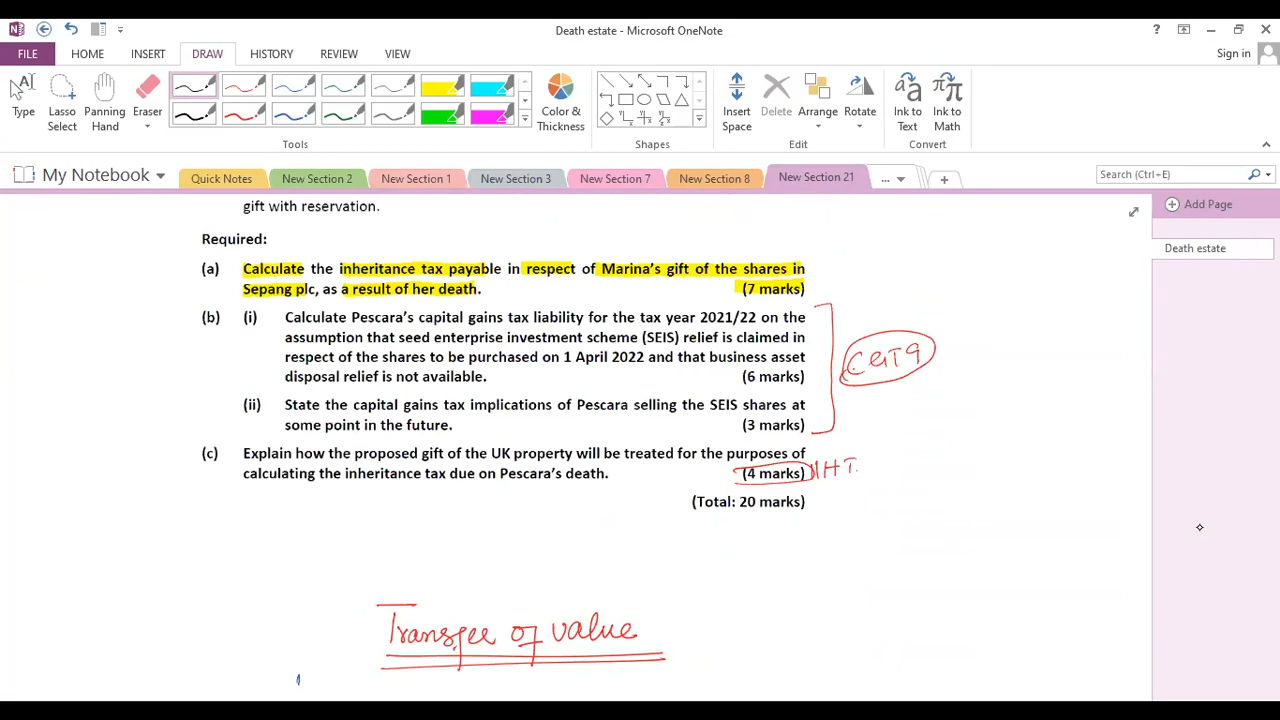 Death estate - Microsoft OneNote
Sign in
FILE HOME INSERT DRAW HISTORY REVIEW VIEW
Type
Lasso Select
Panning Hand
Eraser
Color & Thickness
Insert Space
Delete
Arrange
Rotate
Ink to Text
Ink to Math
Tools
Shapes
Edit
Convert
My Notebook
Quick Notes
New Section 2
New Section 1
New Section 3
New Section 7
New Section 8
New Section 21
...
Search (Ctrl+E)
Add Page
Death estate
gift with reservation.
Required:
(a) Calculate the inheritance tax payable in respect of Marina's gift of the shares in
Sepang plc, as a result of her death. (7 marks)
(b) (i) Calculate Pescara's capital gains tax liability for the tax year 2021/22 on the
assumption that seed enterprise investment scheme (SEIS) relief is claimed in
respect of the shares to be purchased on 1 April 2022 and that business asset
disposal relief is not available.
(6 marks)
(ii) State the capital gains tax implications of Pescara selling the SEIS shares at
some point in the future. (3 marks)
(c) Explain how the proposed gift of the UK property will be treated for the purposes of
calculating the inheritance tax due on Pescara's death. (4 marks) IHT.
(Total: 20 marks)
of value